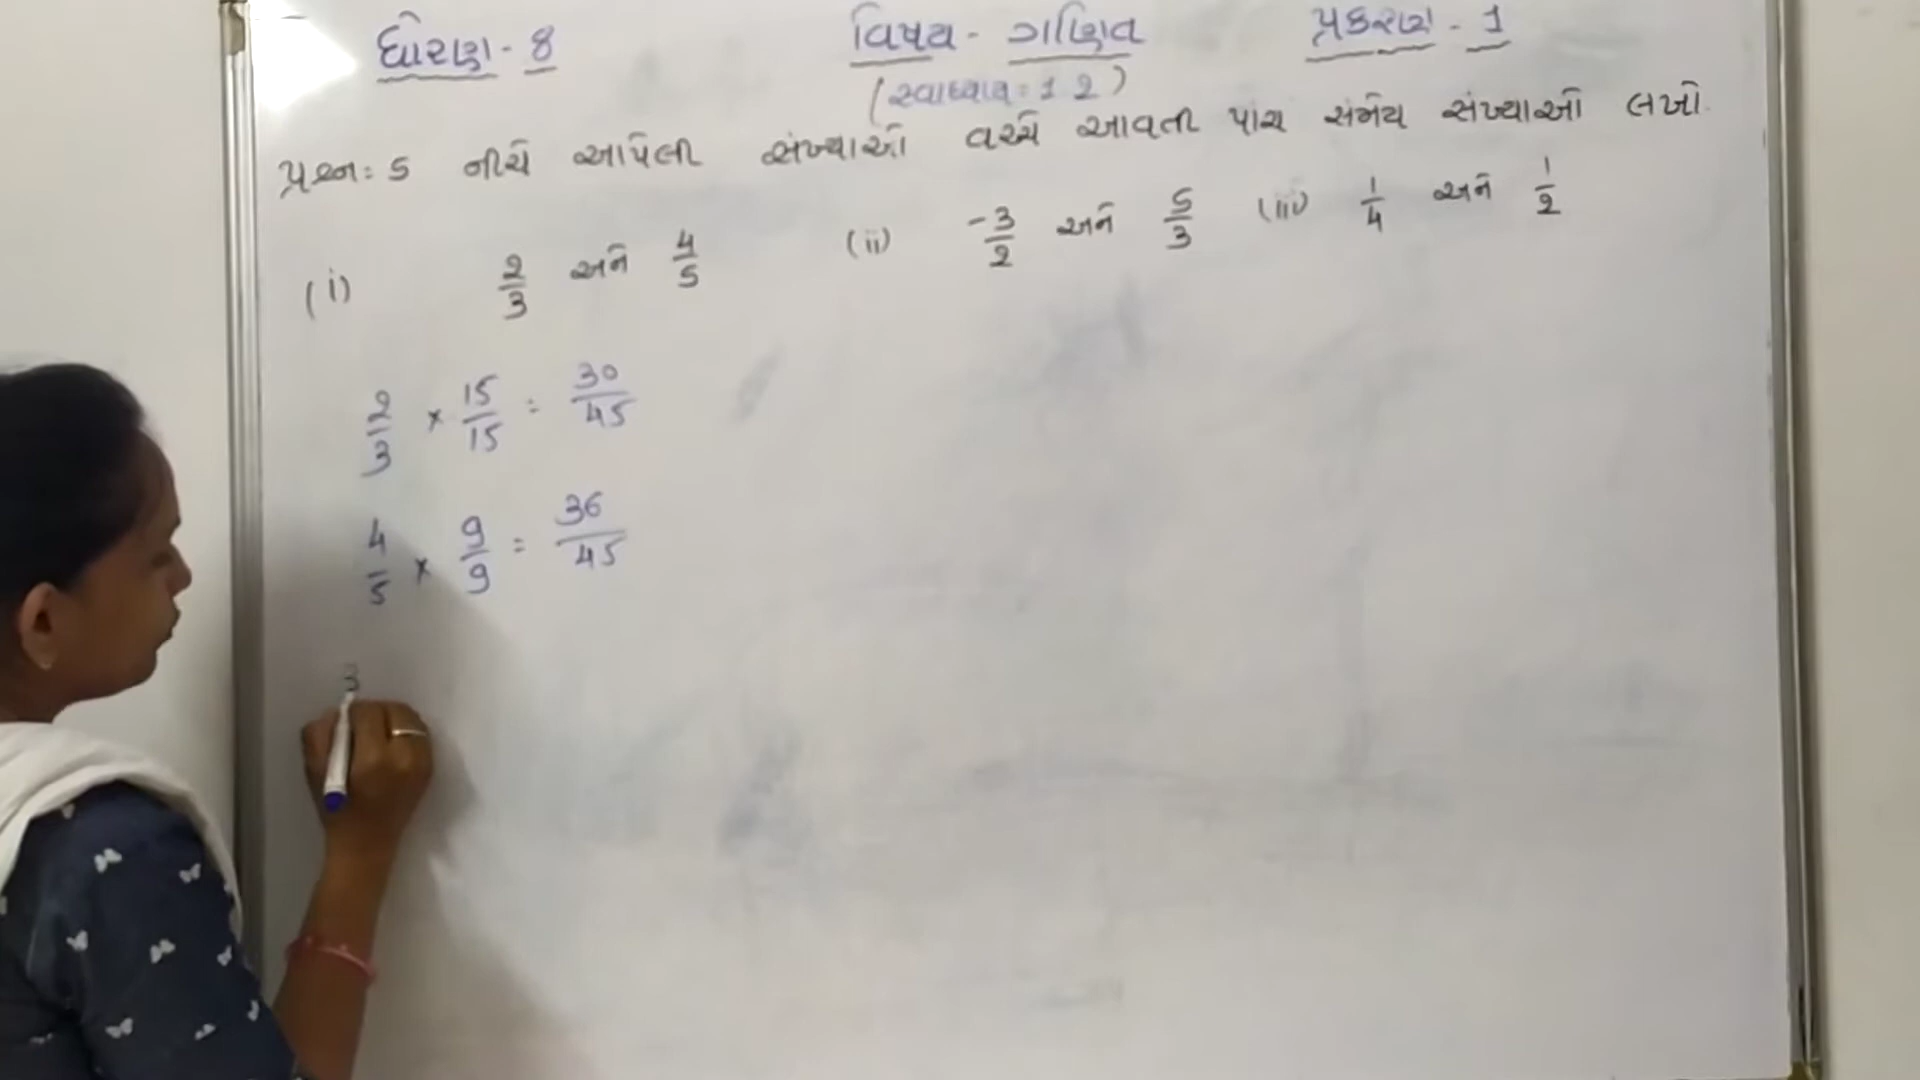 ધોરણ - 8 વિષય - ગણિત પ્રકરણ - 1
(સ્વાધ્યાય : 1 2)
પ્રશ્ન : 5 નીચે આપેલી સંખ્યાઓ વચ્ચે આવતી પાંચ સંમેય સંખ્યાઓ લખો.
(i) 2/3 અને 4/5 (ii) -3/2 અને 5/3 (iii) 1/4 અને 1/2
2/3 × 15/15 = 30/45
4/5 × 9/9 = 36/45
3